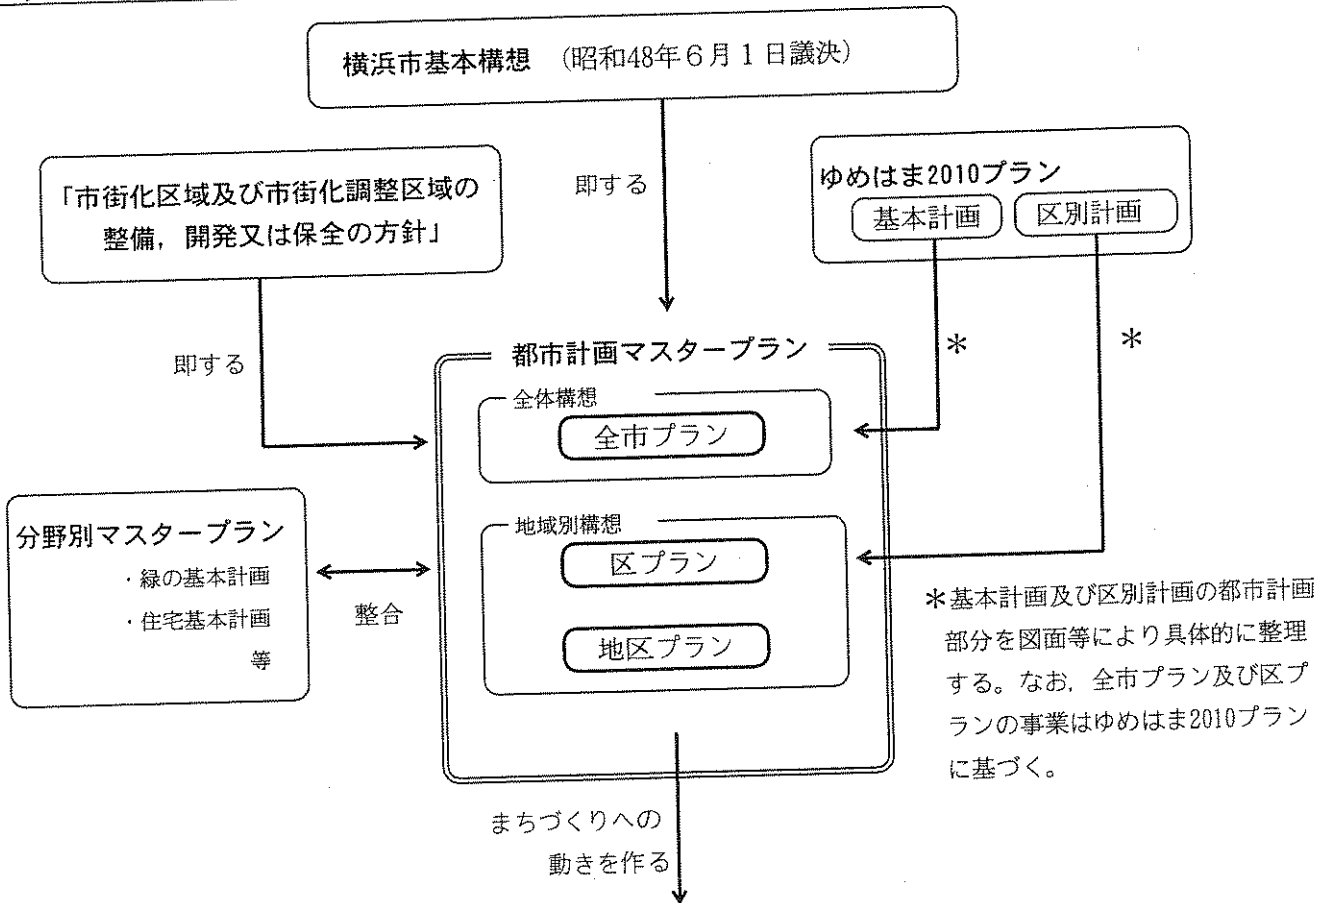 横浜市基本構想 (昭和48年6月1日議決)
「市街化区域及び市街化調整区域の
整備，開発又は保全の方針」
即する
ゆめはま2010プラン
基本計画
区別計画
即する
都市計画マスタープラン
＊
＊
全体構想
全市プラン
分野別マスタープラン
・緑の基本計画
・住宅基本計画
等
整合
地域別構想
区プラン
地区プラン
＊基本計画及び区別計画の都市計画
部分を図面等により具体的に整理
する。なお，全市プラン及び区プ
ランの事業はゆめはま2010プラン
に基づく。
まちづくりへの
動きを作る